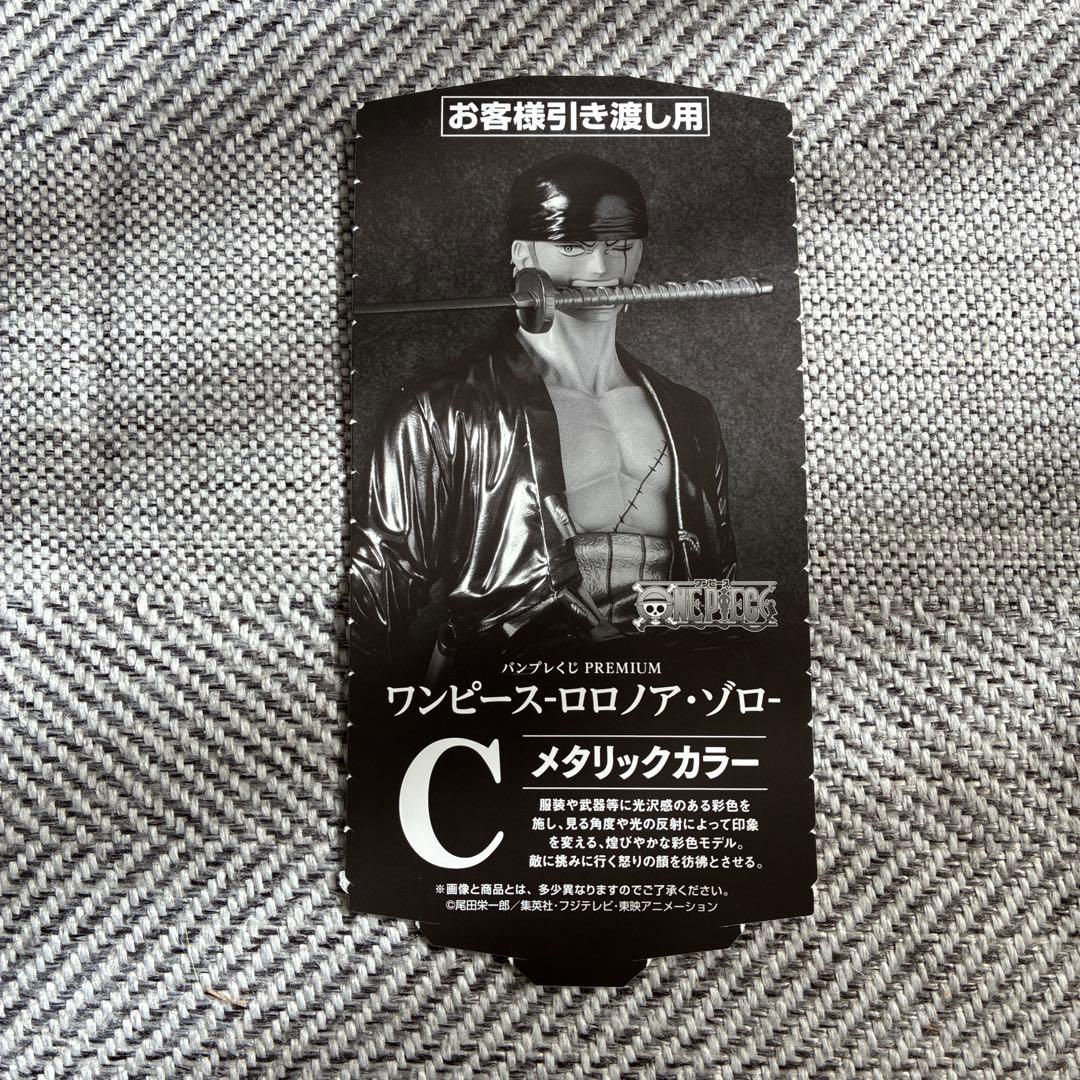 お客様引き渡し用
ワンピース
ONE PIECE
バンプレくじ PREMIUM
ワンピース-ロロノア・ゾロ-
C
メタリックカラー
服装や武器等に光沢感のある彩色を
施し、見る角度や光の反射によって印象
を変える、煌びやかな彩色モデル。
敵に挑みに行く怒りの顔を彷彿とさせる。
※画像と商品とは、多少異なりますのでご了承ください。
©尾田栄一郎／集英社・フジテレビ・東映アニメーション